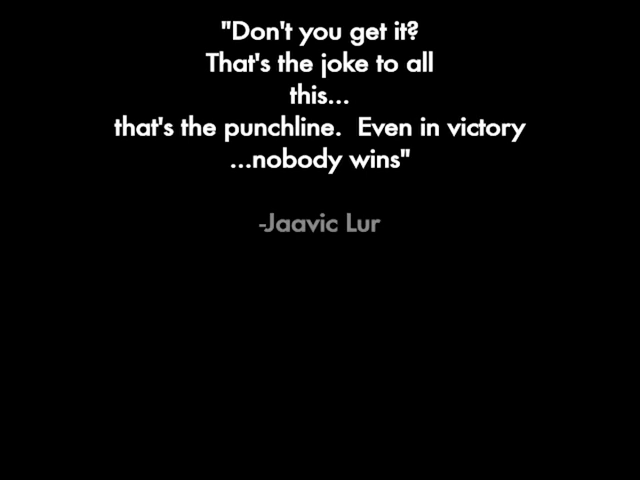 "Don't you get it?
That's the joke to all
this...
that's the punchline.  Even in victory
...nobody wins"
-Jaavic Lur